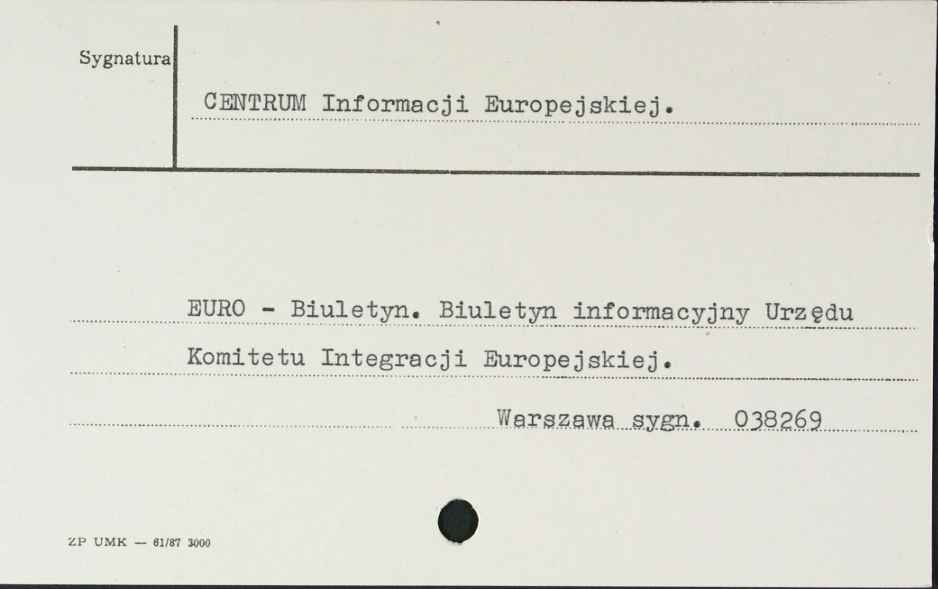 Sygnatura
CENTRUM Informacji Europejskiej.
EURO - Biuletyn. Biuletyn informacyjny Urzędu
Komitetu Integracji Europejskiej.
Warszawa sygn. 038269
ZP UMK — 61/87 3000